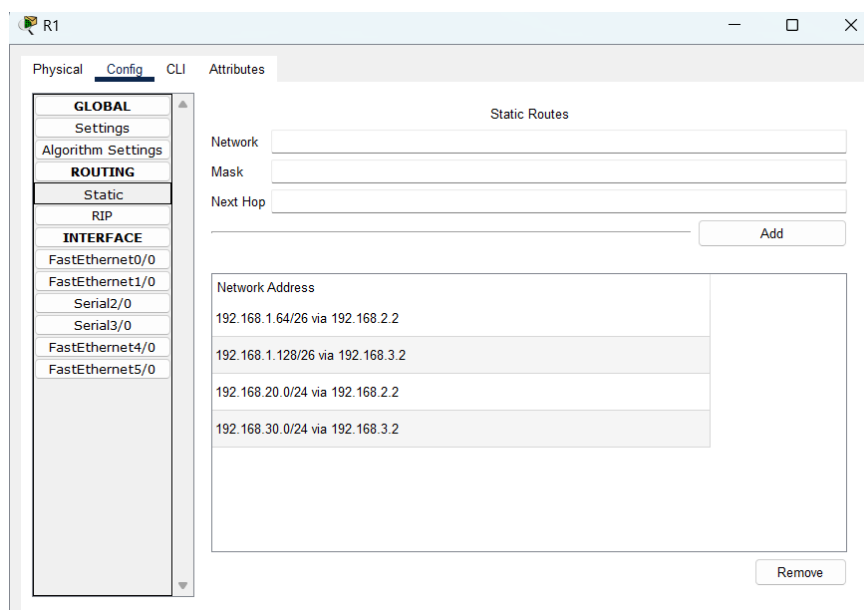 R1
Physical Config CLI Attributes
GLOBAL
Settings
Algorithm Settings
ROUTING
Static
RIP
INTERFACE
FastEthernet0/0
FastEthernet1/0
Serial2/0
Serial3/0
FastEthernet4/0
FastEthernet5/0
Static Routes
Network
Mask
Next Hop
Add
Network Address
192.168.1.64/26 via 192.168.2.2
192.168.1.128/26 via 192.168.3.2
192.168.20.0/24 via 192.168.2.2
192.168.30.0/24 via 192.168.3.2
Remove